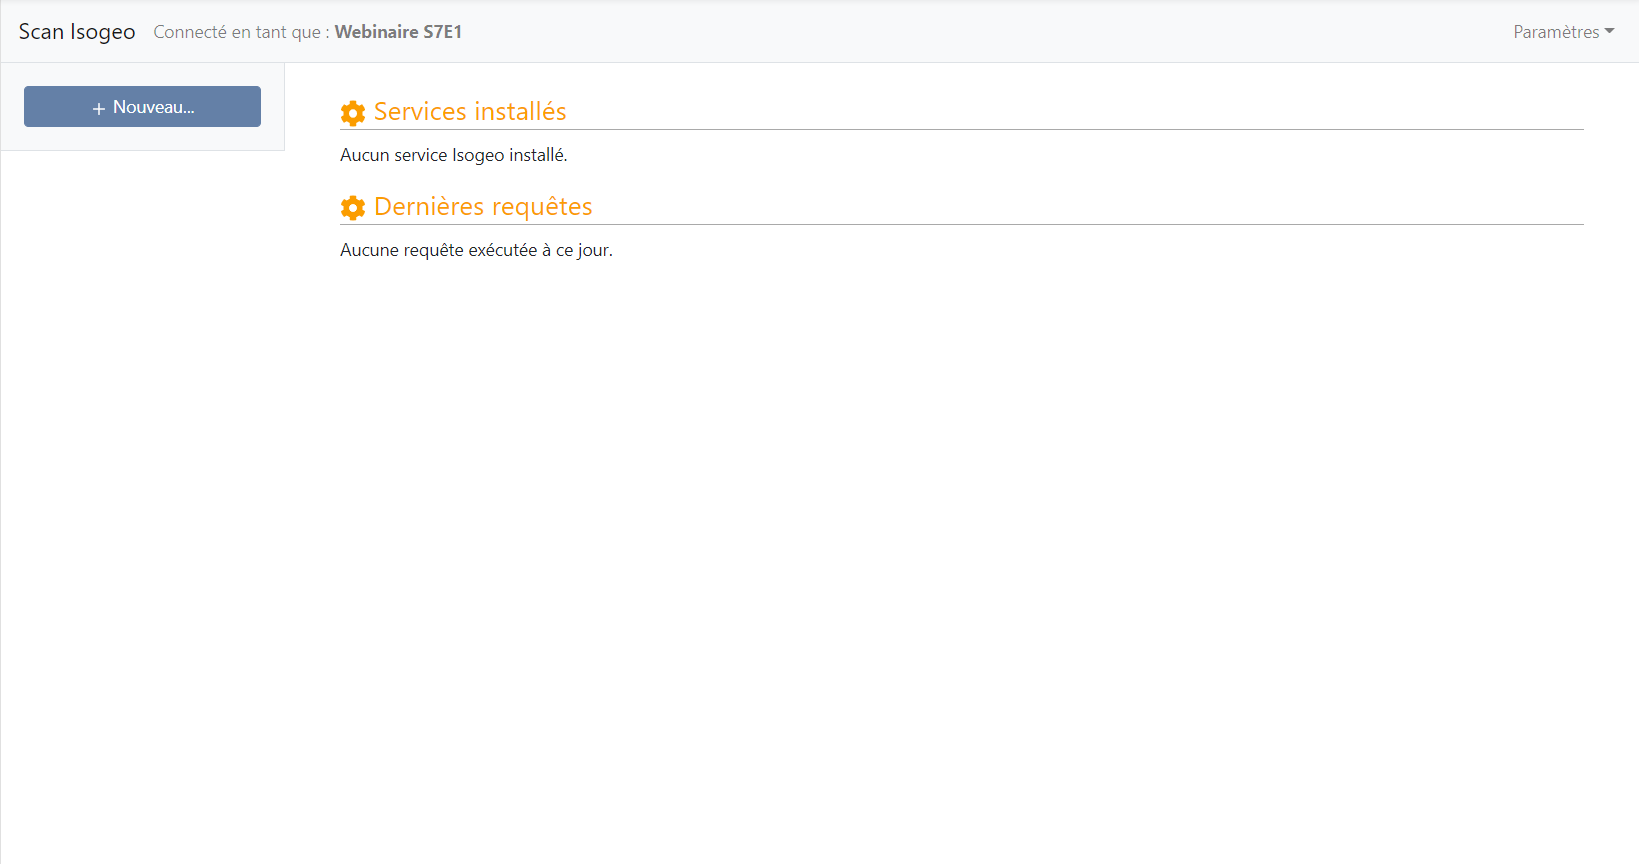 Scan Isogeo Connecté en tant que : Webinaire S7E1 Paramètres
+ Nouveau...
Services installés
Aucun service Isogeo installé.
Dernières requêtes
Aucune requête exécutée à ce jour.